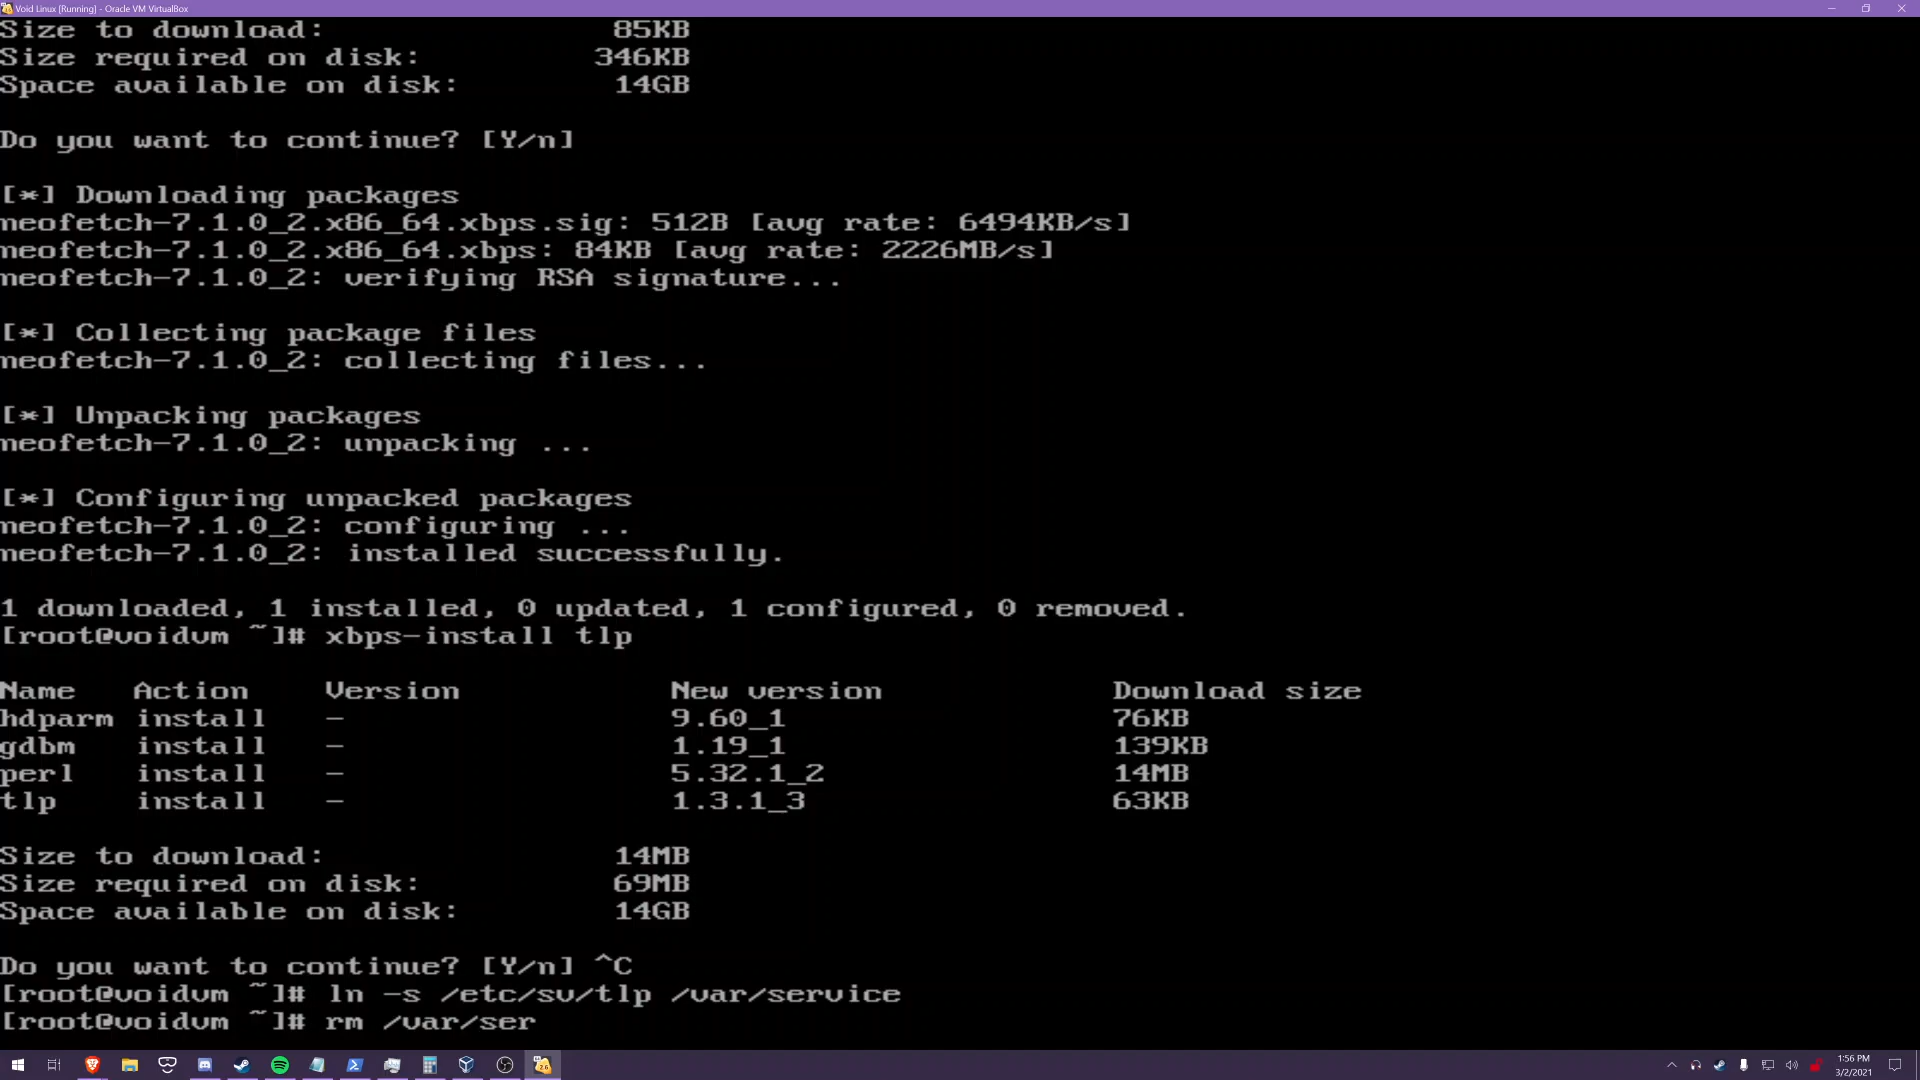 Void Linux [Running] - Oracle VM VirtualBox
Size to download: 85KB
Size required on disk: 346KB
Space available on disk: 14GB
Do you want to continue? [Y/n]
[*] Downloading packages
neofetch-7.1.0_2.x86_64.xbps.sig: 512B [avg rate: 6494KB/s]
neofetch-7.1.0_2.x86_64.xbps: 84KB [avg rate: 2226MB/s]
neofetch-7.1.0_2: verifying RSA signature...
[*] Collecting package files
neofetch-7.1.0_2: collecting files...
[*] Unpacking packages
neofetch-7.1.0_2: unpacking ...
[*] Configuring unpacked packages
neofetch-7.1.0_2: configuring ...
neofetch-7.1.0_2: installed successfully.
1 downloaded, 1 installed, 0 updated, 1 configured, 0 removed.
[root@voidvm ~]# xbps-install tlp
Name Action Version New version Download size
hdparm install - 9.60_1 76KB
gdbm install - 1.19_1 139KB
perl install - 5.32.1_2 14MB
tlp install - 1.3.1_3 63KB
Size to download: 14MB
Size required on disk: 69MB
Space available on disk: 14GB
Do you want to continue? [Y/n] ^C
[root@voidvm ~]# ln -s /etc/sv/tlp /var/service
[root@voidvm ~]# rm /var/ser
1:56 PM
3/2/2021